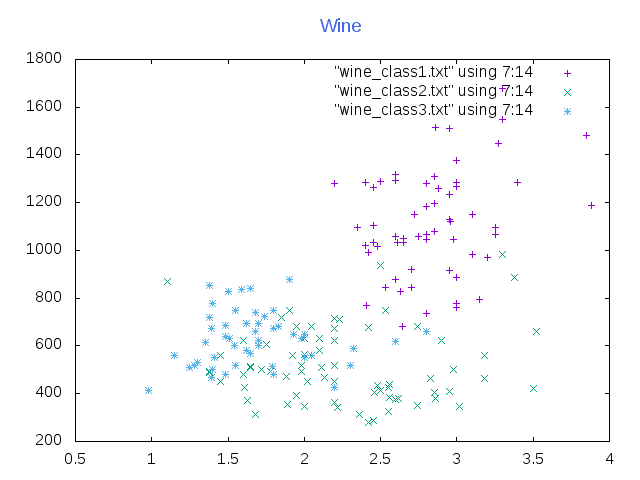 Wine
"wine_class1.txt" using 7:14
"wine_class2.txt" using 7:14
"wine_class3.txt" using 7:14
1800
1600
1400
1200
1000
800
600
400
200
0.5 1 1.5 2 2.5 3 3.5 4